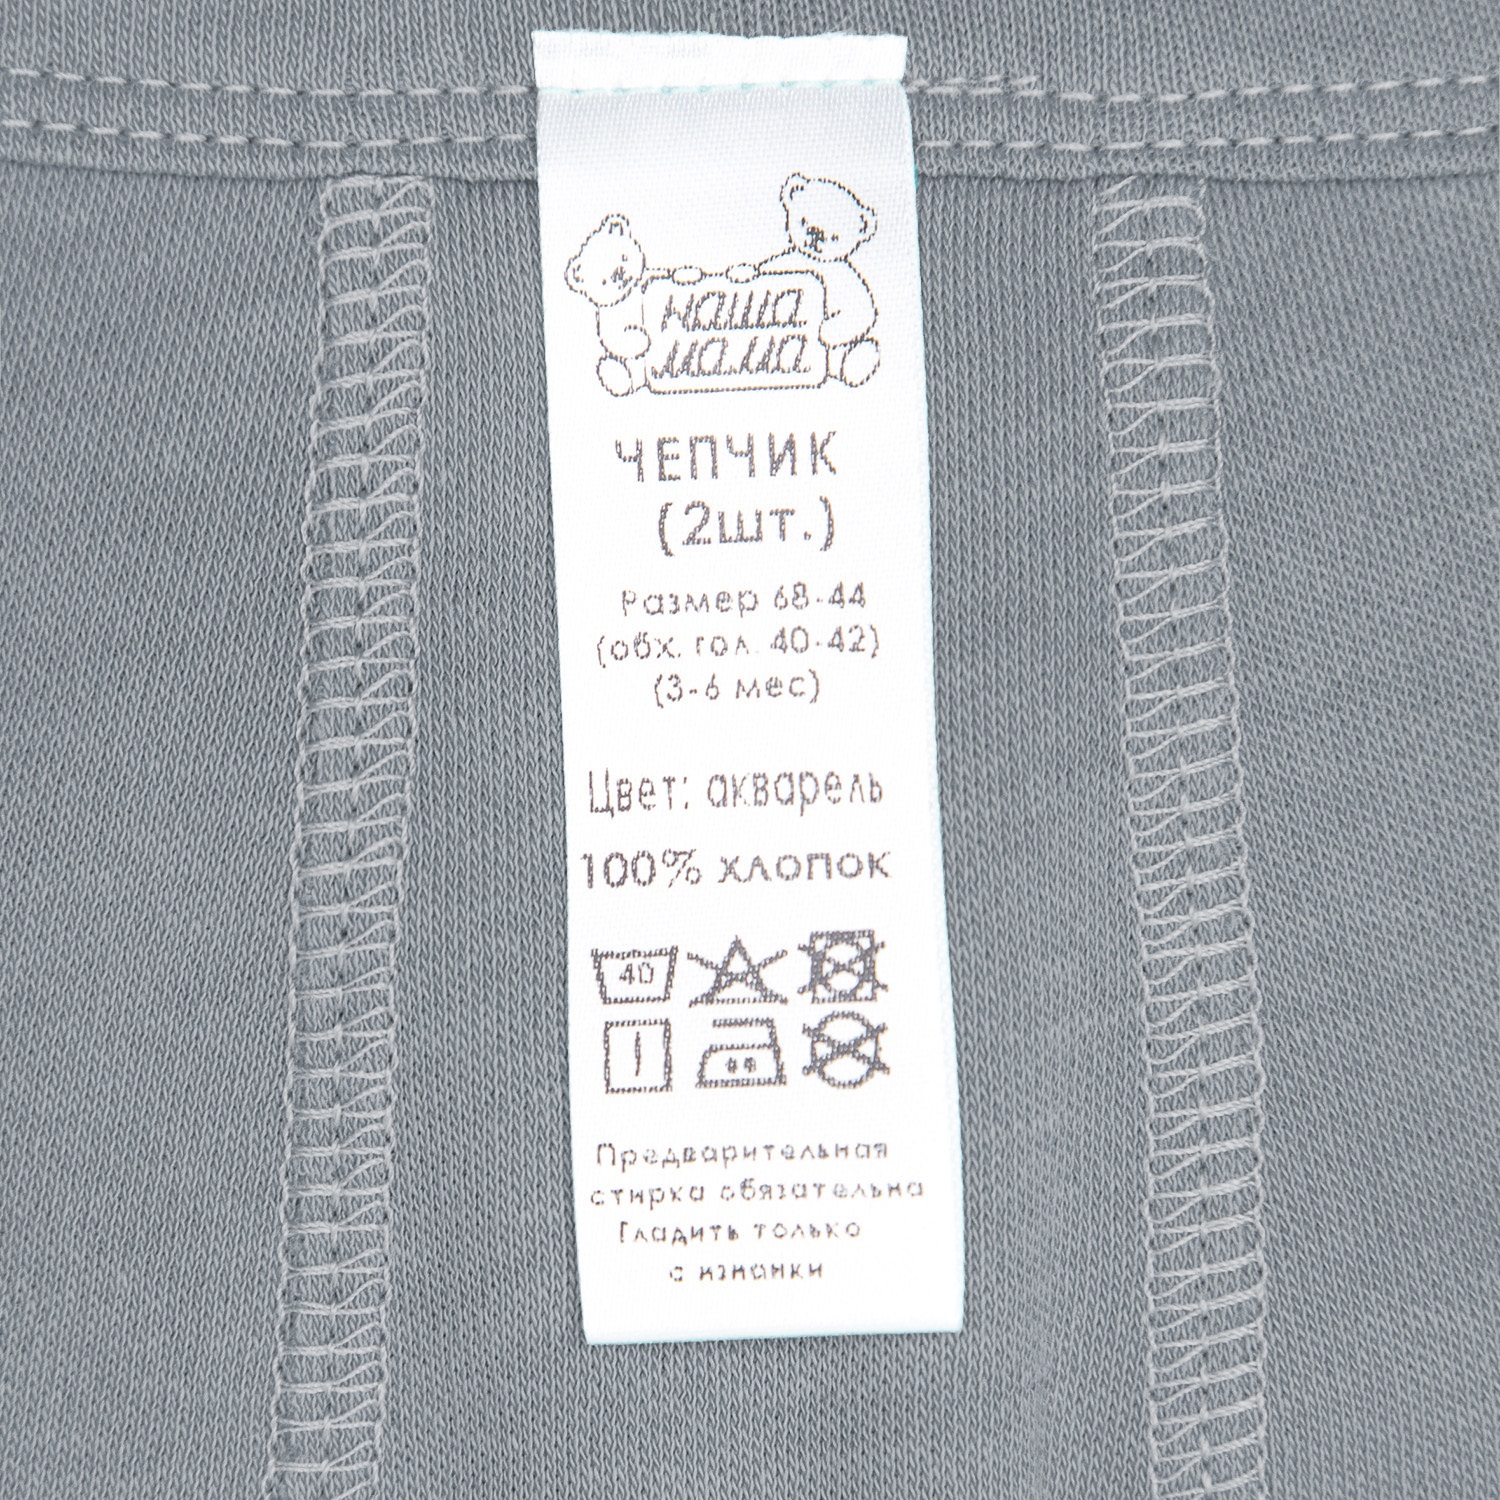 наша
мама
ЧЕПЧИК
(2шт.)
Размер 68-44
(обх. гол. 40-42)
(3-6 мес)
Цвет: акварель
100% хлопок
40
Предварительная
стирка обязательна
Гладить только
с изнанки